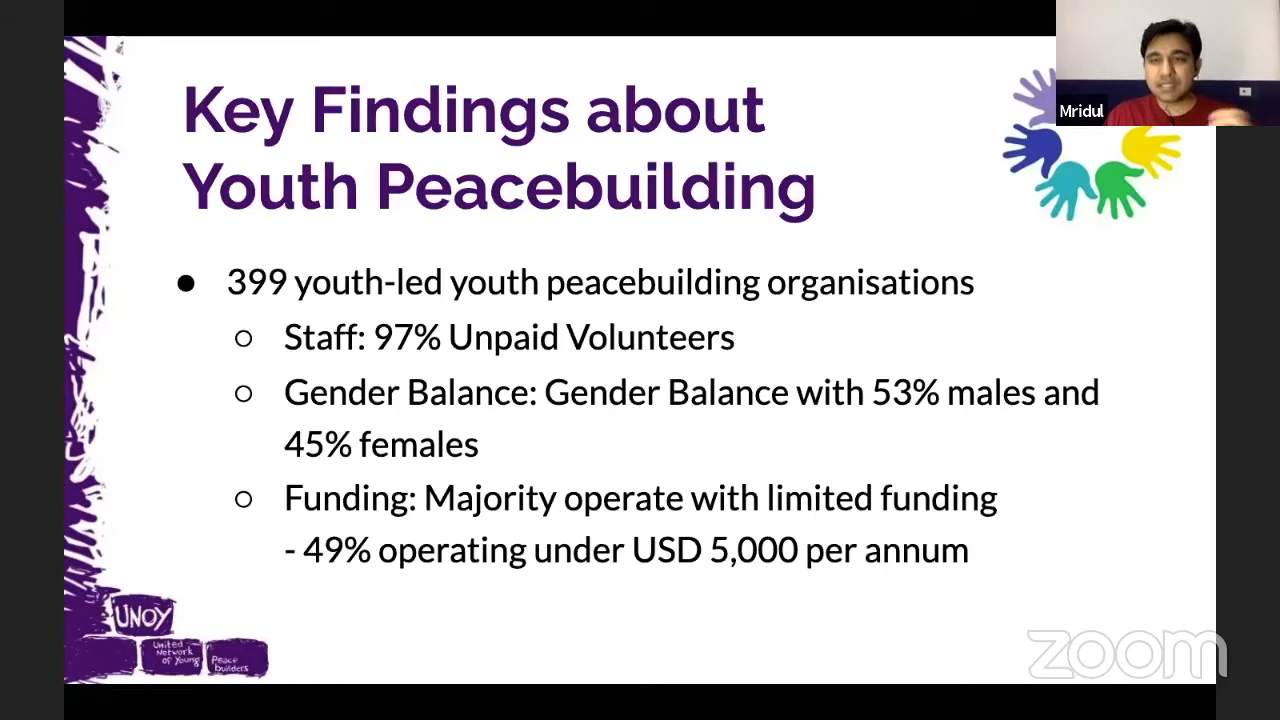 Key Findings about
Youth Peacebuilding
Mridul
● 399 youth-led youth peacebuilding organisations
○ Staff: 97% Unpaid Volunteers
○ Gender Balance: Gender Balance with 53% males and
45% females
○ Funding: Majority operate with limited funding
- 49% operating under USD 5,000 per annum
UNOY
United
Network
of Young
Peace
builders
zoom